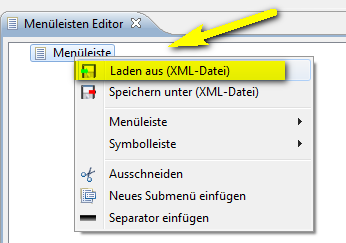 Menüleisten Editor
Menüleiste
Laden aus (XML-Datei)
Speichern unter (XML-Datei)
Menüleiste
Symbolleiste
Ausschneiden
Neues Submenü einfügen
Separator einfügen